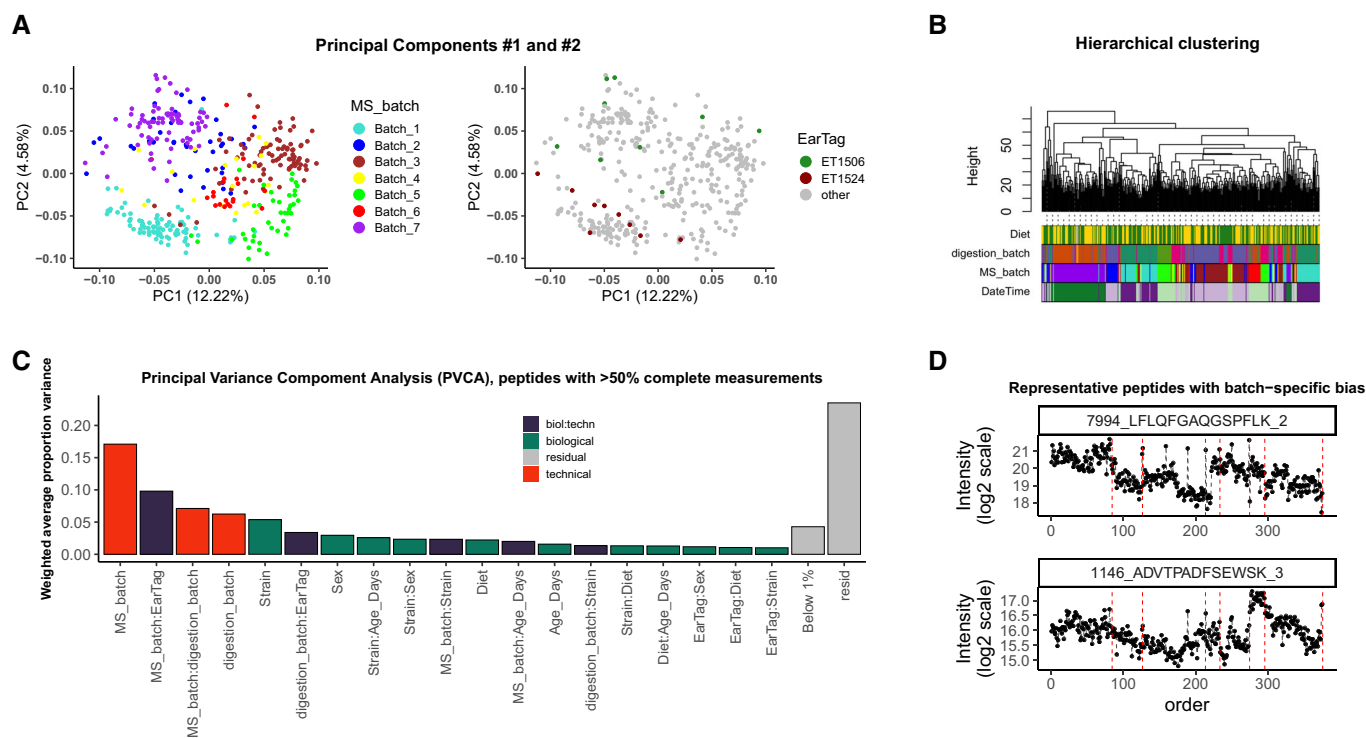 A
Principal Components #1 and #2
PC2 (4.58%)
0.10
0.05
0.00
−0.05
−0.10
−0.10
−0.05
0.00
0.05
0.10
PC1 (12.22%)
MS_batch
Batch_1
Batch_2
Batch_3
Batch_4
Batch_5
Batch_6
Batch_7
PC2 (4.58%)
0.10
0.05
0.00
−0.05
−0.10
−0.10
−0.05
0.00
0.05
0.10
PC1 (12.22%)
EarTag
ET1506
ET1524
other
B
Hierarchical clustering
Height
50
20
0
Diet
digestion_batch
MS_batch
DateTime
C
Principal Variance Compoment Analysis (PVCA), peptides with >50% complete measurements
Weighted average proportion variance
0.20
0.15
0.10
0.05
0.00
biol:techn
biological
residual
technical
MS_batch
MS_batch:EarTag
MS_batch:digestion_batch
digestion_batch
Strain
digestion_batch:EarTag
Sex
Strain:Age_Days
Strain:Sex
MS_batch:Strain
Diet
MS_batch:Age_Days
Age_Days
digestion_batch:Strain
Strain:Diet
Diet:Age_Days
EarTag:Sex
EarTag:Diet
EarTag:Strain
Below 1%
resid
D
Representative peptides with batch−specific bias
7994_LFLQFGAQGSPFLK_2
Intensity
(log2 scale)
21
20
19
18
0
100
200
300
1146_ADVTPADFSEWSK_3
Intensity
(log2 scale)
17.0
16.5
16.0
15.5
15.0
0
100
200
300
order